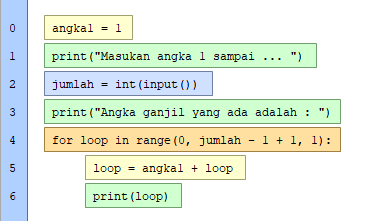 0 angka1 = 1
1 print("Masukan angka 1 sampai ... ")
2 jumlah = int(input())
3 print("Angka ganjil yang ada adalah : ")
4 for loop in range(0, jumlah - 1 + 1, 1):
5 loop = angka1 + loop
6 print(loop)